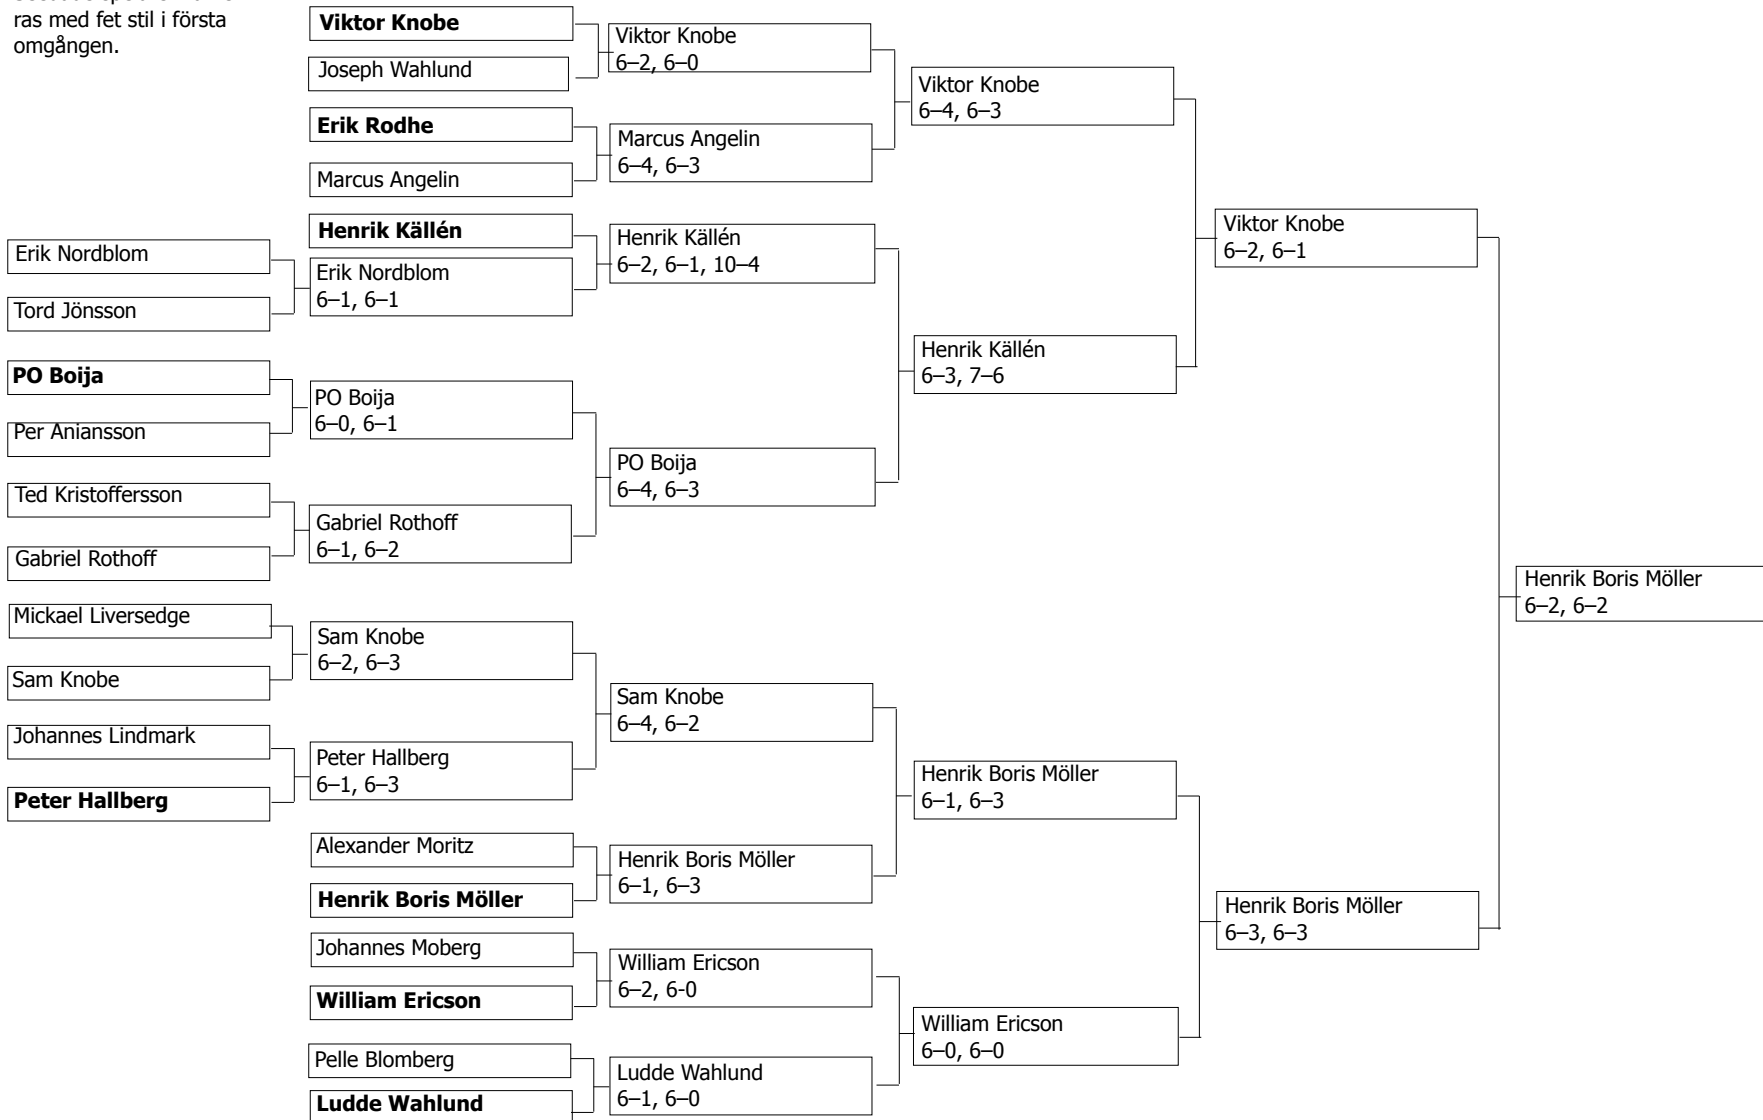 ras med fet stil i första
omgången.
Erik Nordblom
Tord Jönsson
PO Boija
Per Aniansson
Ted Kristoffersson
Gabriel Rothoff
Mickael Liversedge
Sam Knobe
Johannes Lindmark
Peter Hallberg
Viktor Knobe
Joseph Wahlund
Erik Rodhe
Marcus Angelin
Henrik Källén
Erik Nordblom
6–1, 6–1
PO Boija
6–0, 6–1
Gabriel Rothoff
6–1, 6–2
Sam Knobe
6–2, 6–3
Peter Hallberg
6–1, 6–3
Alexander Moritz
Henrik Boris Möller
Johannes Moberg
William Ericson
Pelle Blomberg
Ludde Wahlund
Viktor Knobe
6–2, 6–0
Marcus Angelin
6–4, 6–3
Henrik Källén
6–2, 6–1, 10–4
PO Boija
6–4, 6–3
Sam Knobe
6–4, 6–2
Henrik Boris Möller
6–1, 6–3
William Ericson
6–2, 6-0
Ludde Wahlund
6–1, 6–0
Viktor Knobe
6–4, 6–3
Henrik Källén
6–3, 7–6
Henrik Boris Möller
6–1, 6–3
William Ericson
6–0, 6–0
Viktor Knobe
6–2, 6–1
Henrik Boris Möller
6–3, 6–3
Henrik Boris Möller
6–2, 6–2